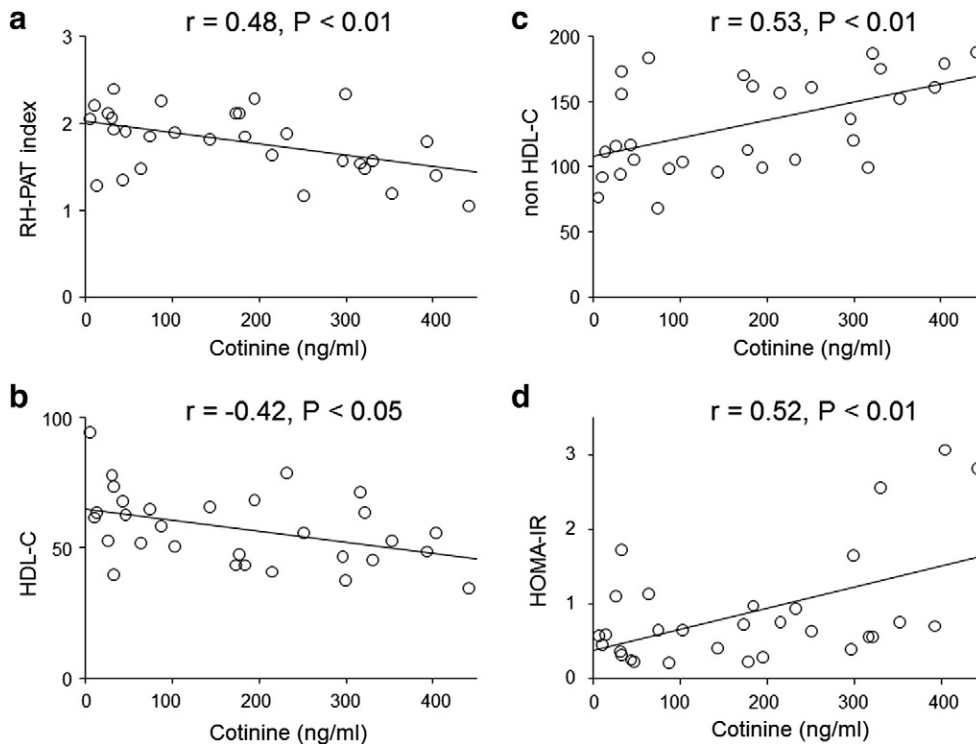 a
r = 0.48, P < 0.01
3
2
1
0
RH-PAT index
0 100 200 300 400
Cotinine (ng/ml)
b
r = -0.42, P < 0.05
100
50
0
HDL-C
0 100 200 300 400
Cotinine (ng/ml)
c
r = 0.53, P < 0.01
200
150
100
50
0
non HDL-C
0 100 200 300 400
Cotinine (ng/ml)
d
r = 0.52, P < 0.01
3
2
1
0
HOMA-IR
0 100 200 300 400
Cotinine (ng/ml)